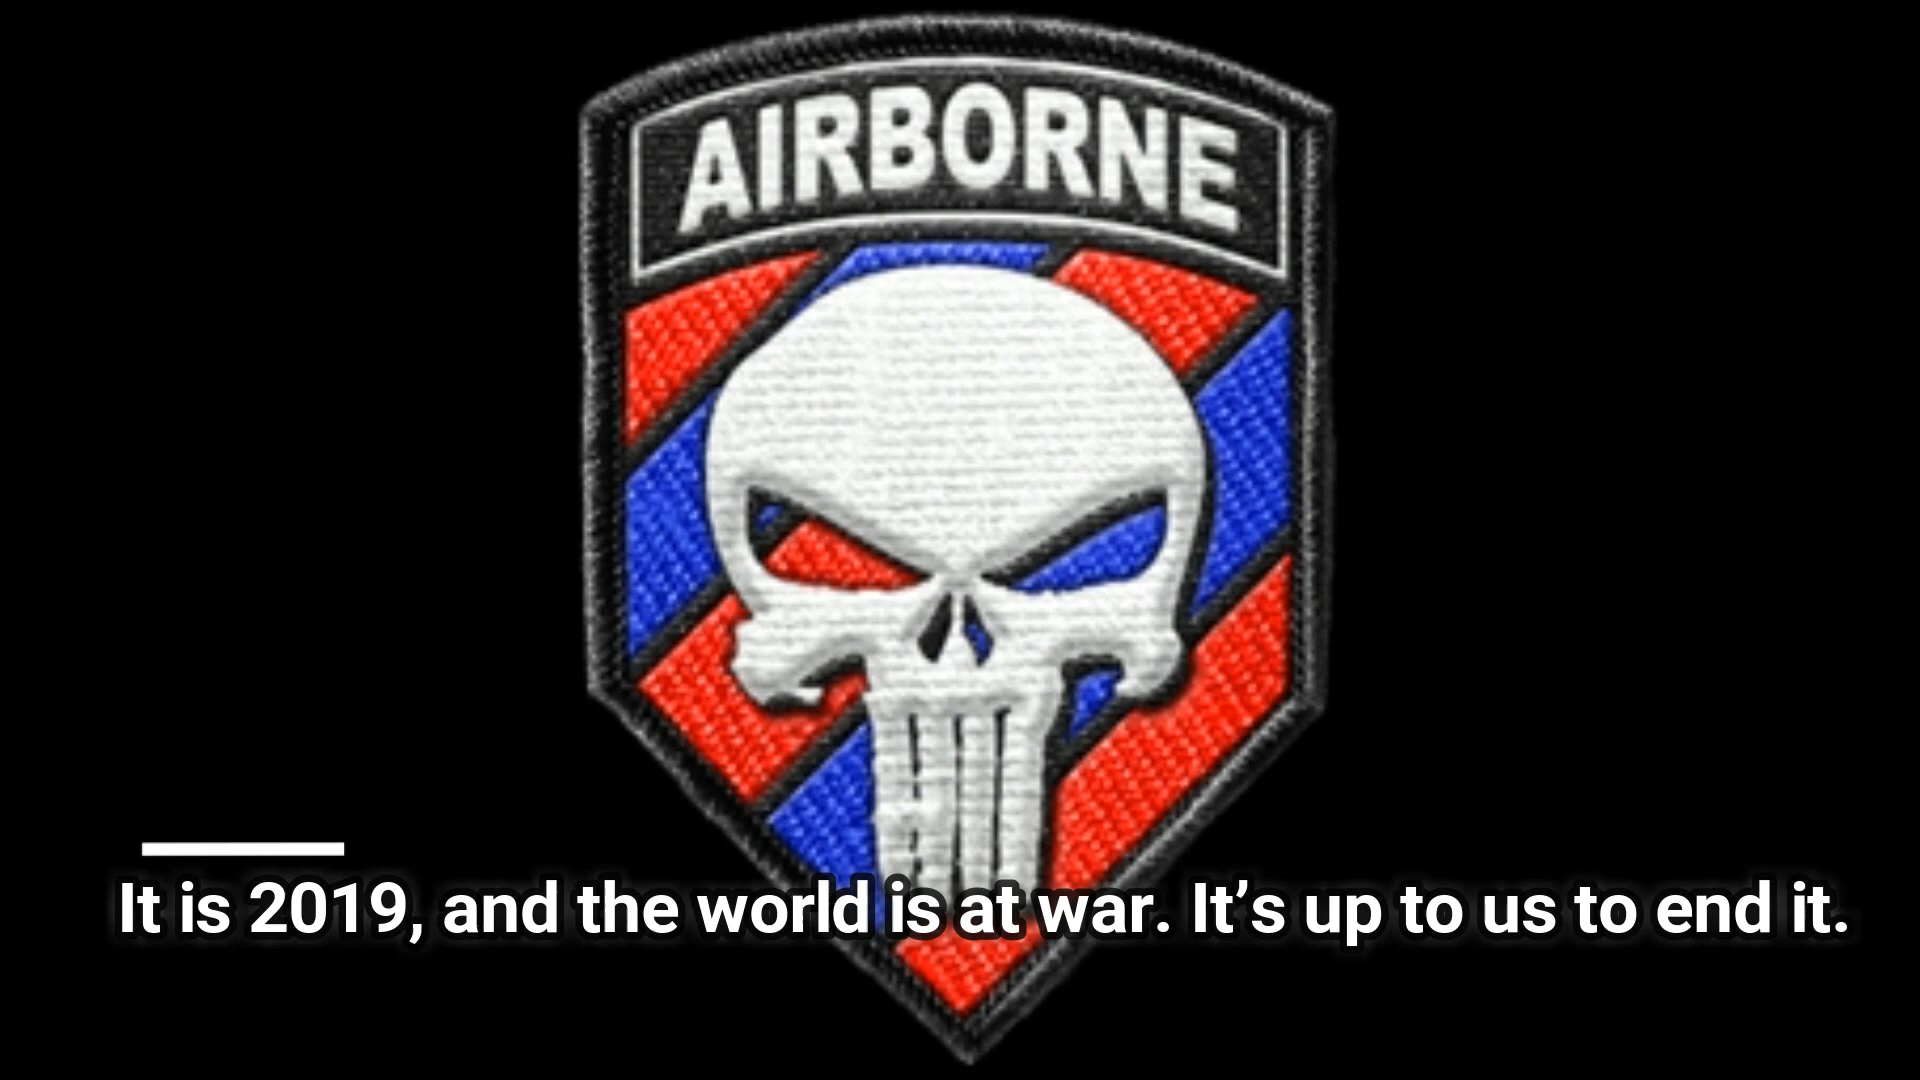 AIRBORNE
It is 2019, and the world is at war. It’s up to us to end it.